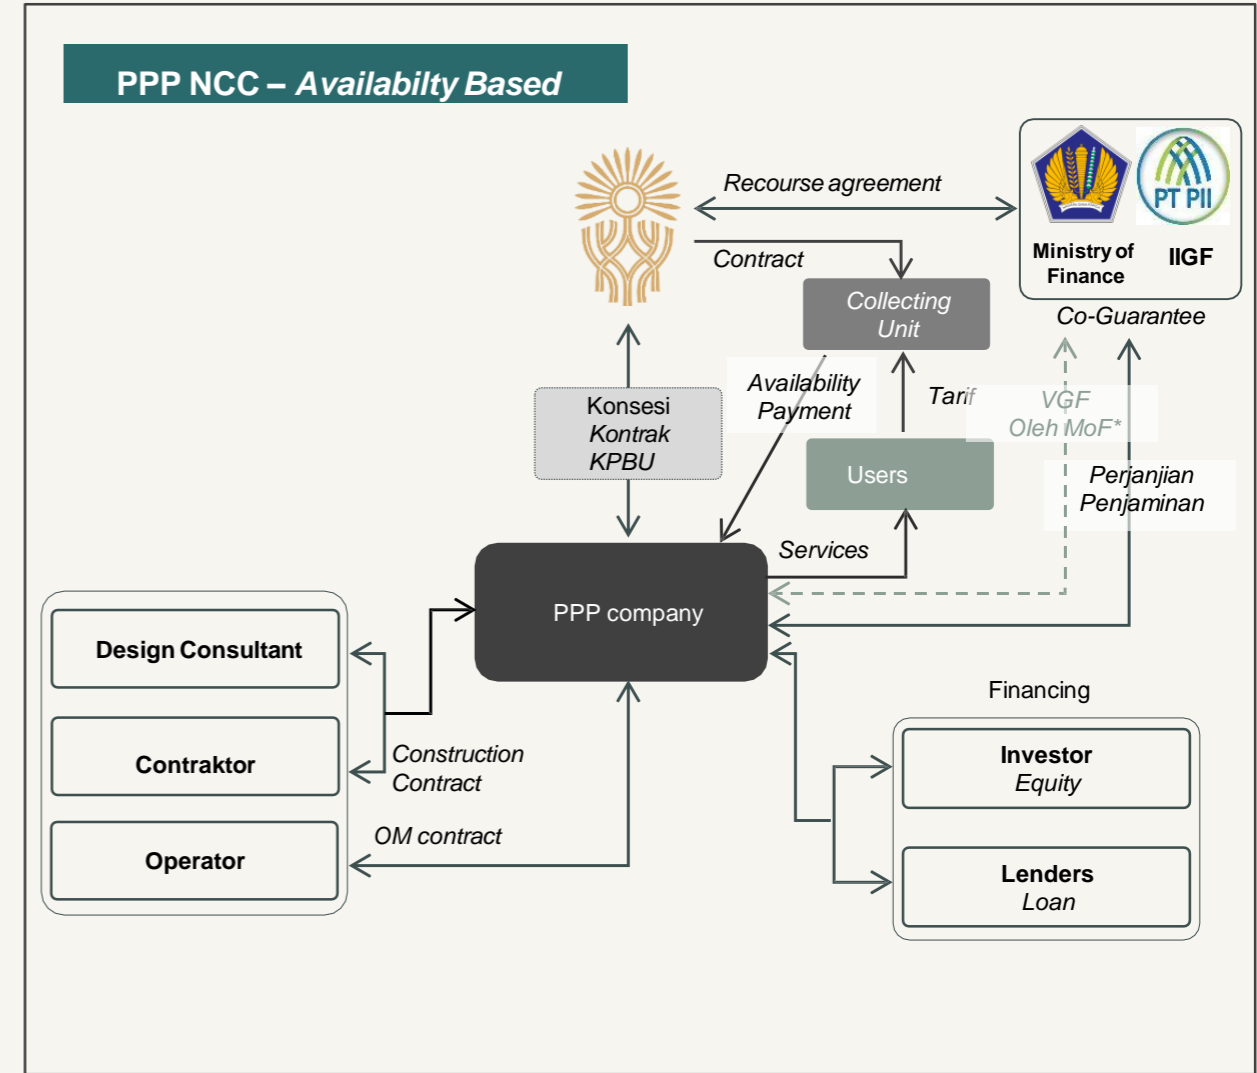 PPP NCC – Availabilty Based
Recourse agreement
Contract
PT PII
Ministry of
Finance
IIGF
Co-Guarantee
Collecting
Unit
Konsesi
Kontrak
KPBU
Availability
Payment
Tarif
VGF
Oleh MoF*
Users
Perjanjian
Penjaminan
Services
PPP company
Design Consultant
Contraktor
Construction
Contract
Operator
OM contract
Financing
Investor
Equity
Lenders
Loan